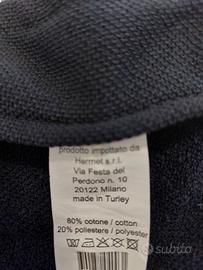 prodotto importato da
Hermet s.r.l.
Via Festa del
Perdono n. 10
20122 Milano
made in Turley
80% cotone / cotton
20% poliestere / polyester
subito